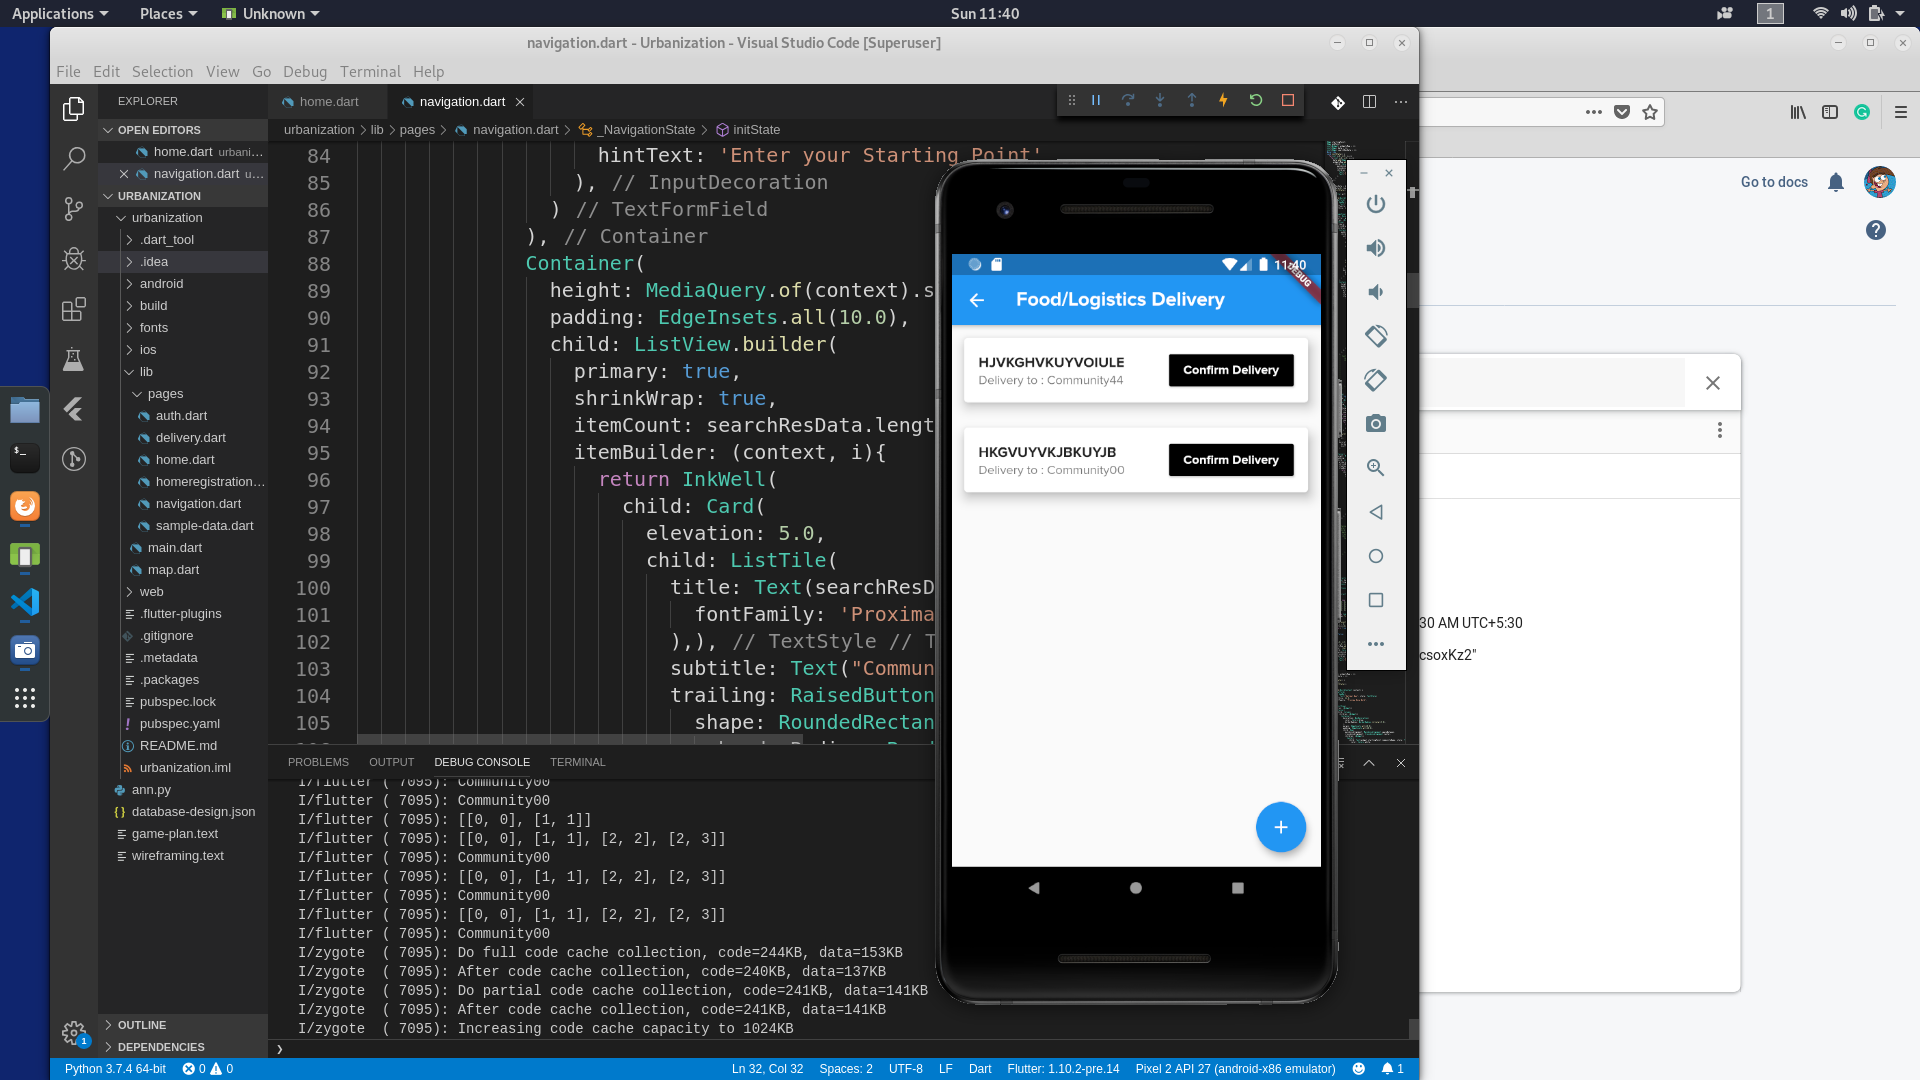 Applications
Places
Unknown
Sun 11:40
1
navigation.dart - Urbanization - Visual Studio Code [Superuser]
File Edit Selection View Go Debug Terminal Help
EXPLORER
OPEN EDITORS
home.dart urbani...
navigation.dart u...
URBANIZATION
urbanization
.dart_tool
.idea
android
build
fonts
ios
lib
pages
auth.dart
delivery.dart
home.dart
homeregistration...
navigation.dart
sample-data.dart
main.dart
map.dart
web
.flutter-plugins
.gitignore
.metadata
.packages
pubspec.lock
pubspec.yaml
README.md
urbanization.iml
ann.py
database-design.json
game-plan.text
wireframing.text
OUTLINE
DEPENDENCIES
home.dart
navigation.dart
urbanization > lib > pages > navigation.dart > _NavigationState > initState
84 hintText: 'Enter your Starting Point'
85 ), // InputDecoration
86 ) // TextFormField
87 ), // Container
88 Container(
89 height: MediaQuery.of(context).s
90 padding: EdgeInsets.all(10.0),
91 child: ListView.builder(
92 primary: true,
93 shrinkWrap: true,
94 itemCount: searchResData.lengt
95 itemBuilder: (context, i){
96 return InkWell(
97 child: Card(
98 elevation: 5.0,
99 child: ListTile(
100 title: Text(searchResD
101 fontFamily: 'Proxima
102 ),), // TextStyle // T
103 subtitle: Text("Commun
104 trailing: RaisedButton
105 shape: RoundedRectan
PROBLEMS OUTPUT DEBUG CONSOLE TERMINAL
I/flutter ( 7095): Community00
I/flutter ( 7095): Community00
I/flutter ( 7095): [[0, 0], [1, 1]]
I/flutter ( 7095): [[0, 0], [1, 1], [2, 2], [2, 3]]
I/flutter ( 7095): Community00
I/flutter ( 7095): [[0, 0], [1, 1], [2, 2], [2, 3]]
I/flutter ( 7095): Community00
I/flutter ( 7095): [[0, 0], [1, 1], [2, 2], [2, 3]]
I/flutter ( 7095): Community00
I/zygote ( 7095): Do full code cache collection, code=244KB, data=153KB
I/zygote ( 7095): After code cache collection, code=240KB, data=137KB
I/zygote ( 7095): Do partial code cache collection, code=241KB, data=141KB
I/zygote ( 7095): After code cache collection, code=241KB, data=141KB
I/zygote ( 7095): Increasing code cache capacity to 1024KB
11:40
DEBUG
Food/Logistics Delivery
HJVKGHVKUYVOIULE
Delivery to : Community44
Confirm Delivery
HKGVUYVKJBKUYJB
Delivery to : Community00
Confirm Delivery
Go to docs
30 AM UTC+5:30
csoxKz2"
1
Python 3.7.4 64-bit
0
0
Ln 32, Col 32
Spaces: 2
UTF-8
LF
Dart
Flutter: 1.10.2-pre.14
Pixel 2 API 27 (android-x86 emulator)
1